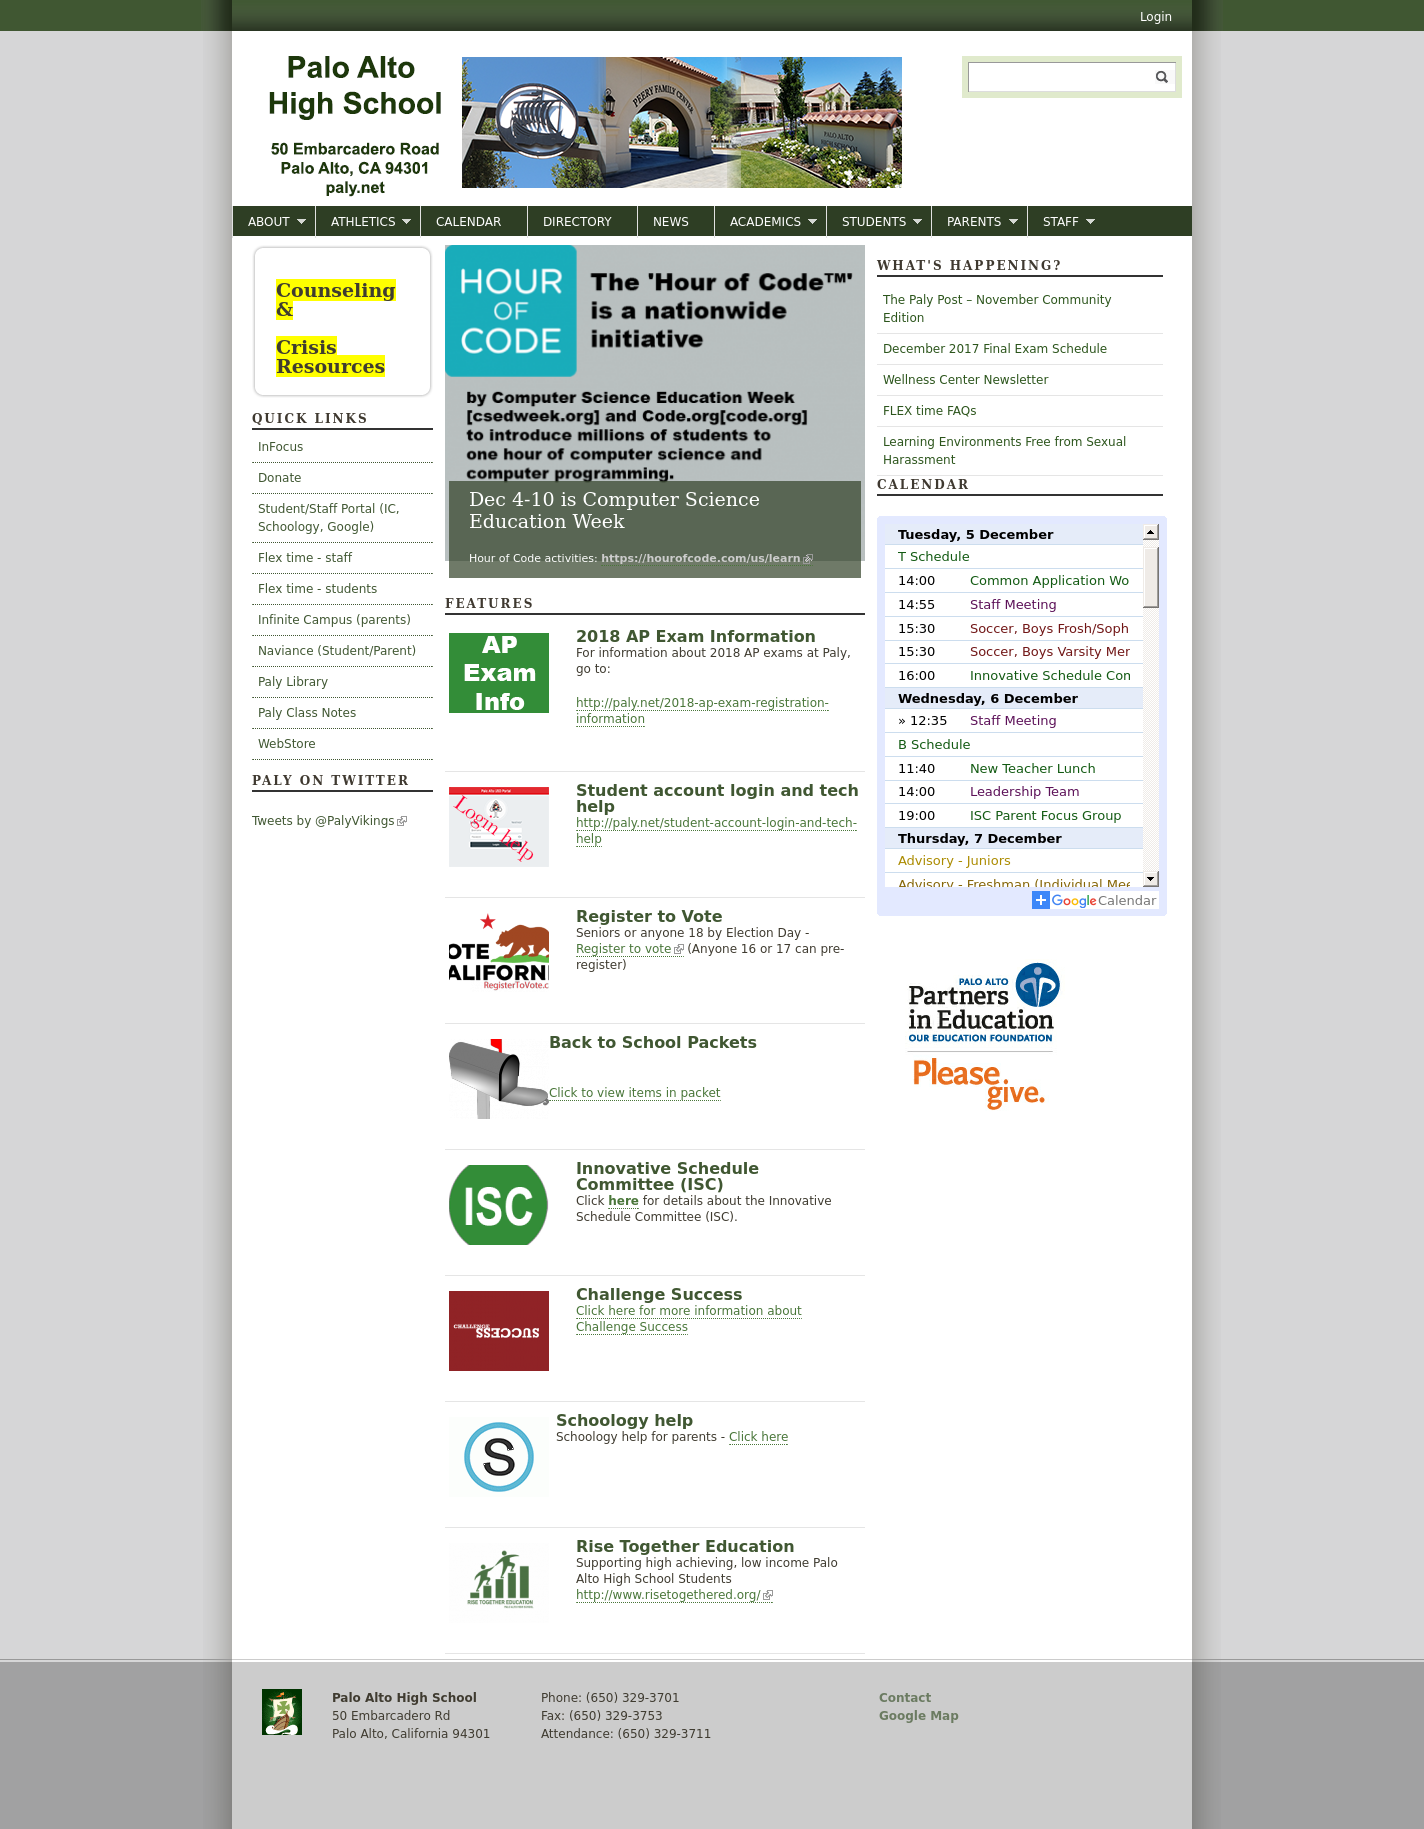 Login
Palo Alto
High School
50 Embarcadero Road
Palo Alto, CA 94301
paly.net
PEERY FAMILY CENTER
PALO ALTO
HIGH SCHOOL
ABOUT
ATHLETICS
CALENDAR
DIRECTORY
NEWS
ACADEMICS
STUDENTS
PARENTS
STAFF
Counseling
&
Crisis
Resources
QUICK LINKS
InFocus
Donate
Student/Staff Portal (IC,
Schoology, Google)
Flex time - staff
Flex time - students
Infinite Campus (parents)
Naviance (Student/Parent)
Paly Library
Paly Class Notes
WebStore
PALY ON TWITTER
Tweets by @PalyVikings
HOUR
OF
CODE
The 'Hour of Code™'
is a nationwide
initiative
by Computer Science Education Week
[csedweek.org] and Code.org[code.org]
to introduce millions of students to
one hour of computer science and
computer programming.
Dec 4-10 is Computer Science
Education Week
Hour of Code activities: https://hourofcode.com/us/learn
FEATURES
AP
Exam
Info
2018 AP Exam Information
For information about 2018 AP exams at Paly,
go to:
http://paly.net/2018-ap-exam-registration-
information
Login help
Student account login and tech
help
http://paly.net/student-account-login-and-tech-
help
OTE
ALIFORN
RegisterToVote.c
Register to Vote
Seniors or anyone 18 by Election Day -
Register to vote (Anyone 16 or 17 can pre-
register)
Back to School Packets
Click to view items in packet
ISC
Innovative Schedule
Committee (ISC)
Click here for details about the Innovative
Schedule Committee (ISC).
CHALLENGE
SUCCESS
Challenge Success
Click here for more information about
Challenge Success
S
Schoology help
Schoology help for parents - Click here
RISE TOGETHER EDUCATION
Rise Together Education
Supporting high achieving, low income Palo
Alto High School Students
http://www.risetogethered.org/
WHAT'S HAPPENING?
The Paly Post – November Community
Edition
December 2017 Final Exam Schedule
Wellness Center Newsletter
FLEX time FAQs
Learning Environments Free from Sexual
Harassment
CALENDAR
Tuesday, 5 December
T Schedule
14:00 Common Application Wo
14:55 Staff Meeting
15:30 Soccer, Boys Frosh/Soph
15:30 Soccer, Boys Varsity Mer
16:00 Innovative Schedule Con
Wednesday, 6 December
» 12:35 Staff Meeting
B Schedule
11:40 New Teacher Lunch
14:00 Leadership Team
19:00 ISC Parent Focus Group
Thursday, 7 December
Advisory - Juniors
Advisory - Freshman (Individual Mee
Google Calendar
PALO ALTO
Partners
in Education
OUR EDUCATION FOUNDATION
Please
give.
Palo Alto High School
50 Embarcadero Rd
Palo Alto, California 94301
Phone: (650) 329-3701
Fax: (650) 329-3753
Attendance: (650) 329-3711
Contact
Google Map